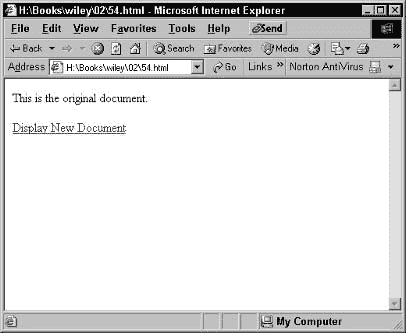 H:\Books\wiley\02\54.html - Microsoft Internet Explorer
File Edit View Favorites Tools Help Send
Back Search Favorites Media »
Address H:\Books\wiley\02\54.html Go Links » Norton AntiVirus
This is the original document.
Display New Document
My Computer